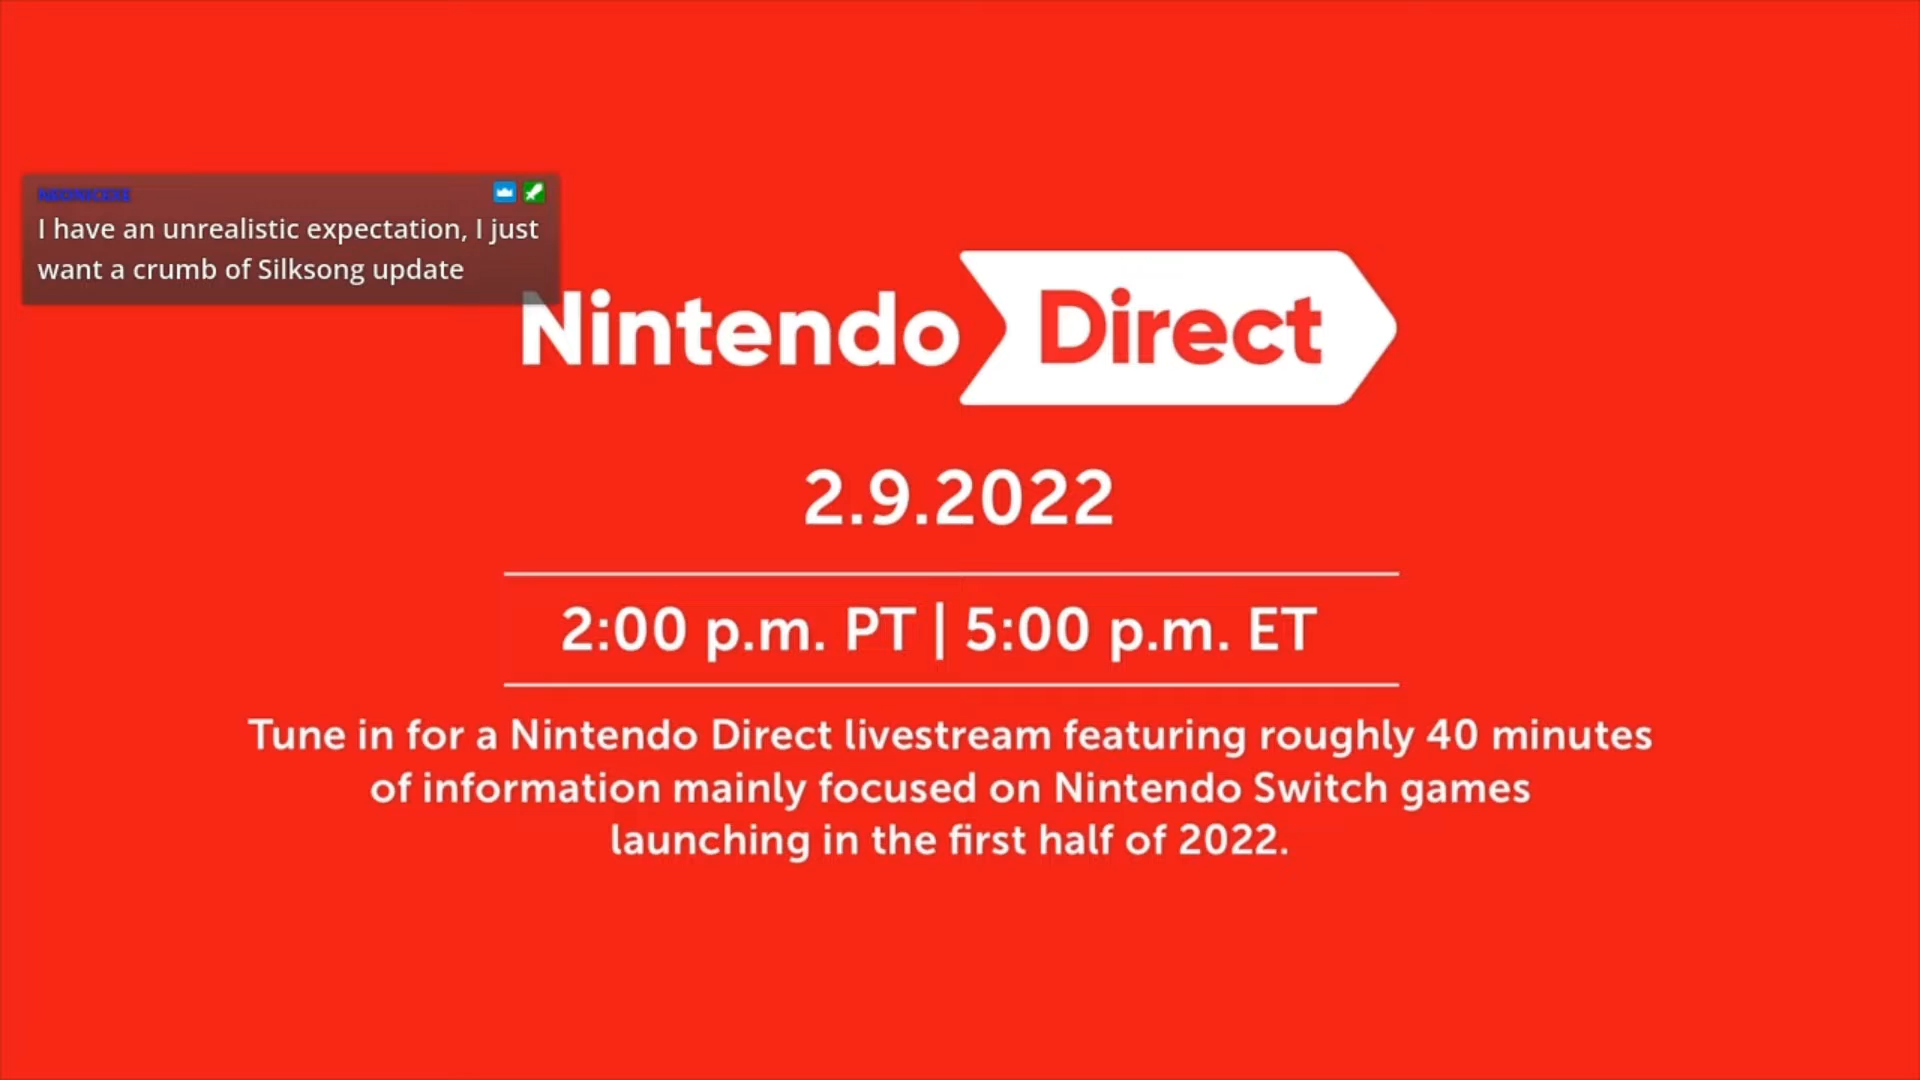 I have an unrealistic expectation, I just
want a crumb of Silksong update
Nintendo Direct
2.9.2022
2:00 p.m. PT | 5:00 p.m. ET
Tune in for a Nintendo Direct livestream featuring roughly 40 minutes
of information mainly focused on Nintendo Switch games
launching in the first half of 2022.